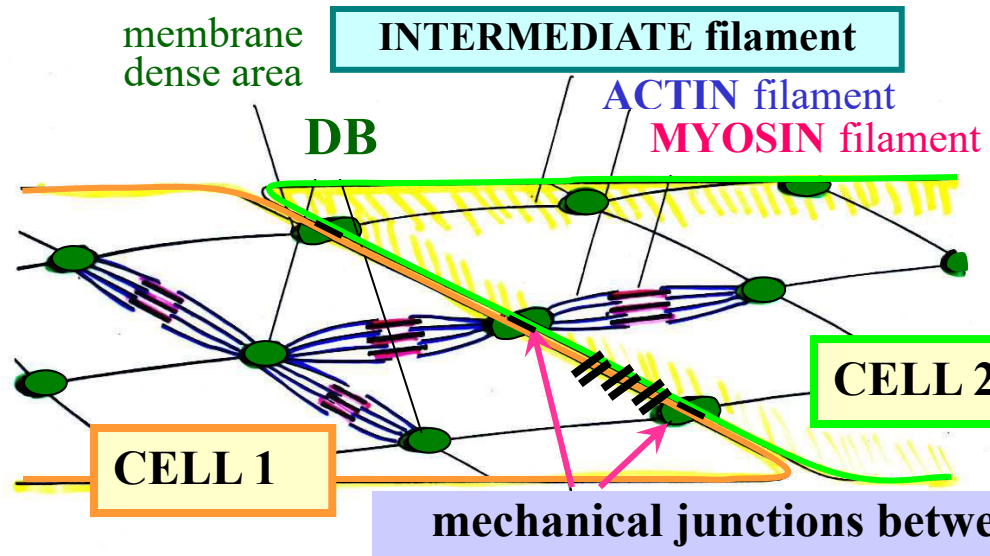 membrane
dense area
INTERMEDIATE filament
ACTIN filament
DB
MYOSIN filament
CELL 2
CELL 1
mechanical junctions betwe